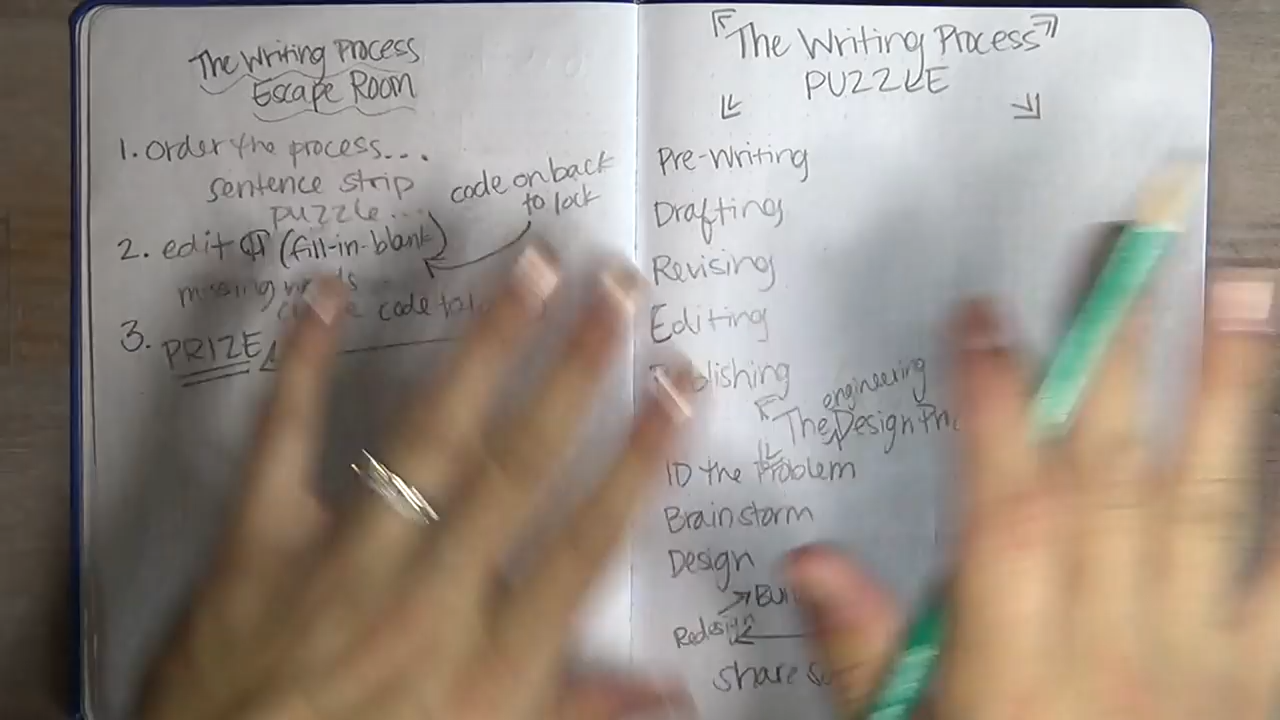 The Writing Process
Escape Room
1. order the process...
sentence strip
puzzle...
code on back
to lock
2. edit ¶ (fill-in-blank)
missing
code to
3. PRIZE
The Writing Process
PUZZLE
Pre-Writing
Drafting
Revising
Editing
engineering
The Design
ID the Problem
Brainstorm
Design
Redesign
share